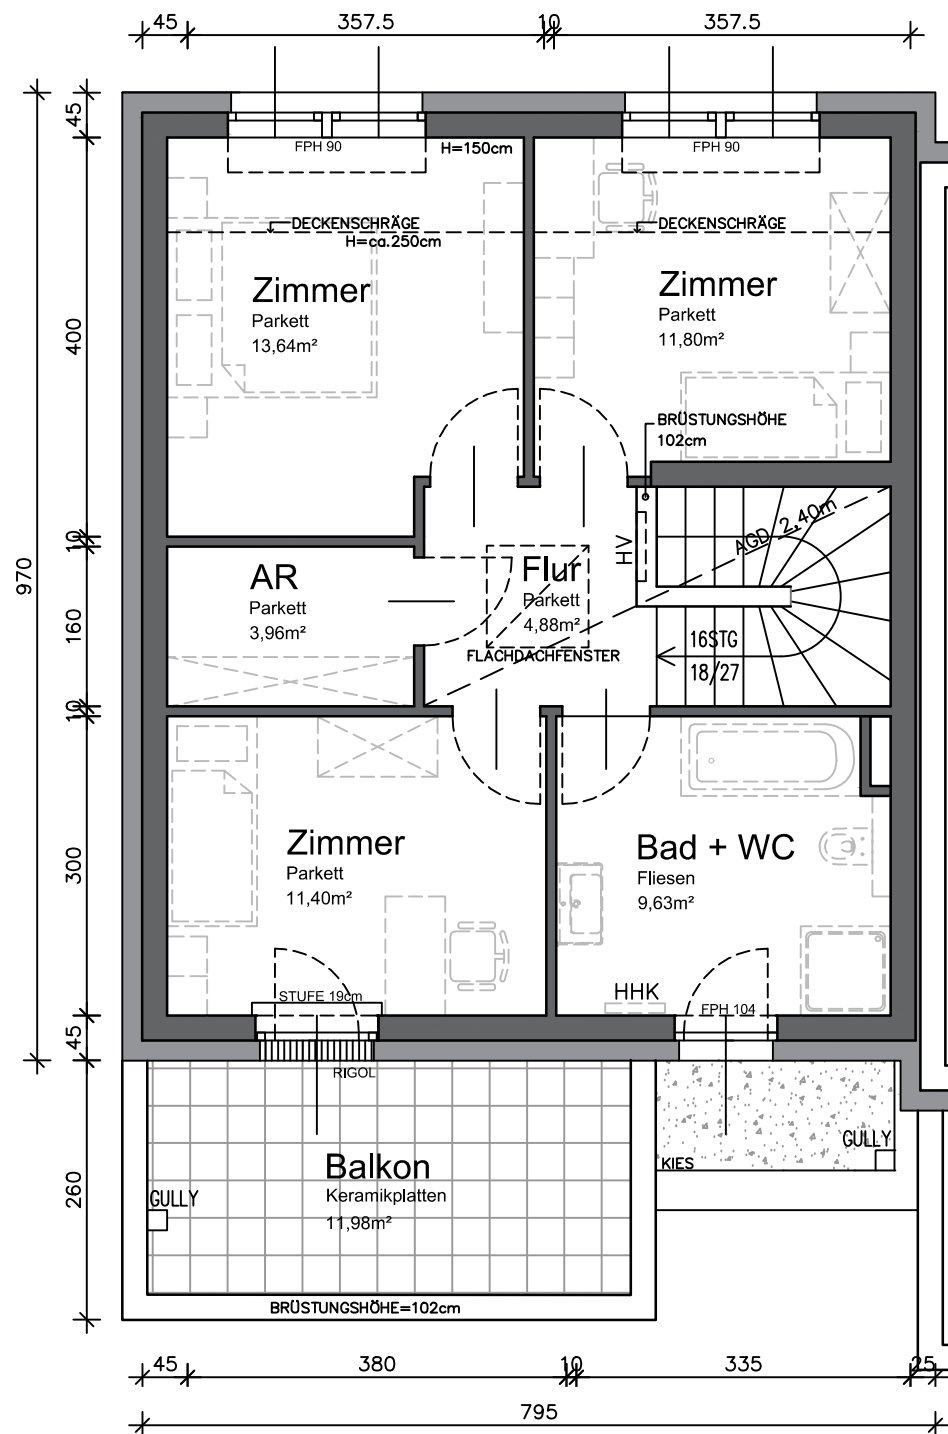 45
357.5
10
357.5
45
400
10
160
10
300
45
260
970
FPH 90
H=150cm
FPH 90
DECKENSCHRÄGE
H=ca.250cm
DECKENSCHRÄGE
Zimmer
Parkett
13,64m²
Zimmer
Parkett
11,80m²
BRÜSTUNGSHÖHE
102cm
AGD 2,40m
HV
AR
Parkett
3,96m²
Flur
Parkett
4,88m²
FLACHDACHFENSTER
16STG
18/27
Zimmer
Parkett
11,40m²
Bad + WC
Fliesen
9,63m²
HHK
STUFE 19cm
FPH 104
RIGOL
GULLY
KIES
Balkon
Keramikplatten
11,98m²
GULLY
BRÜSTUNGSHÖHE=102cm
45
380
10
335
25
795